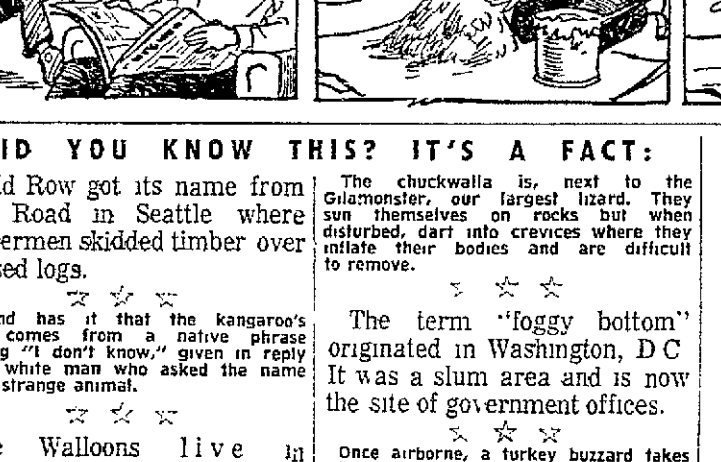 ID YOU KNOW THIS? IT'S A FACT:
d Row got its name from
Road in Seattle where
ermen skidded timber over
sed logs.
nd has it that the kangaroo's
comes from a native phrase
g "I don't know," given in reply
white man who asked the name
strange animal.
e Walloons live in
The chuckwalla is, next to the
Gilamonster, our largest lizard. They
sun themselves on rocks but when
disturbed, dart into crevices where they
inflate their bodies and are difficult
to remove.
The term "foggy bottom"
originated in Washington, D C
It was a slum area and is now
the site of government offices.
Once airborne, a turkey buzzard takes